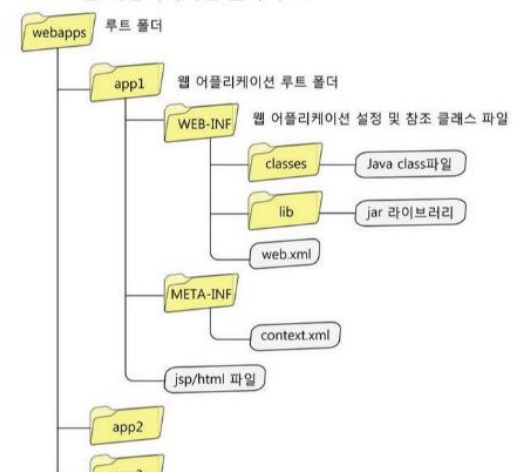 webapps 루트 폴더
app1 웹 어플리케이션 루트 폴더
WEB-INF 웹 어플리케이션 설정 및 참조 클래스 파일
classes Java class파일
lib jar 라이브러리
web.xml
META-INF
context.xml
jsp/html 파일
app2